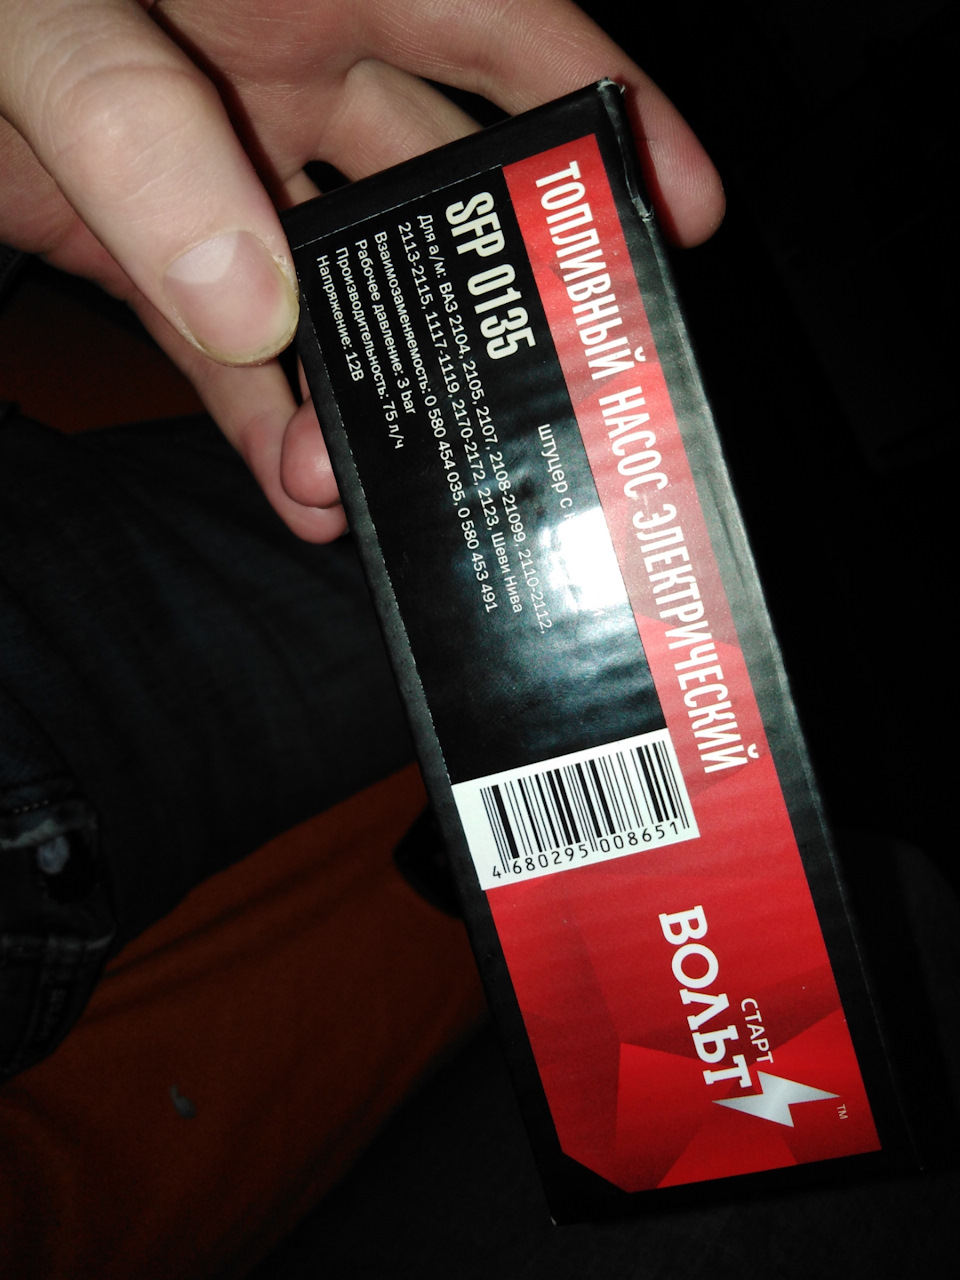 ТОПЛИВНЫЙ НАСОС ЭЛЕКТРИЧЕСКИЙ
SFP 0135
штуцер с
Для а/м: ВАЗ 2104, 2105, 2107, 2108-21099, 2110-2112,
2113-2115, 1117-1119, 2170-2172, 2123, Шеви Нива
Взаимозаменяемость: 0 580 454 035, 0 580 453 491
Рабочее давление: 3 bar
Производительность: 75 л/ч
Напряжение: 12В
4 680295 008651
СТАРТ
ВОЛЬТ
TM